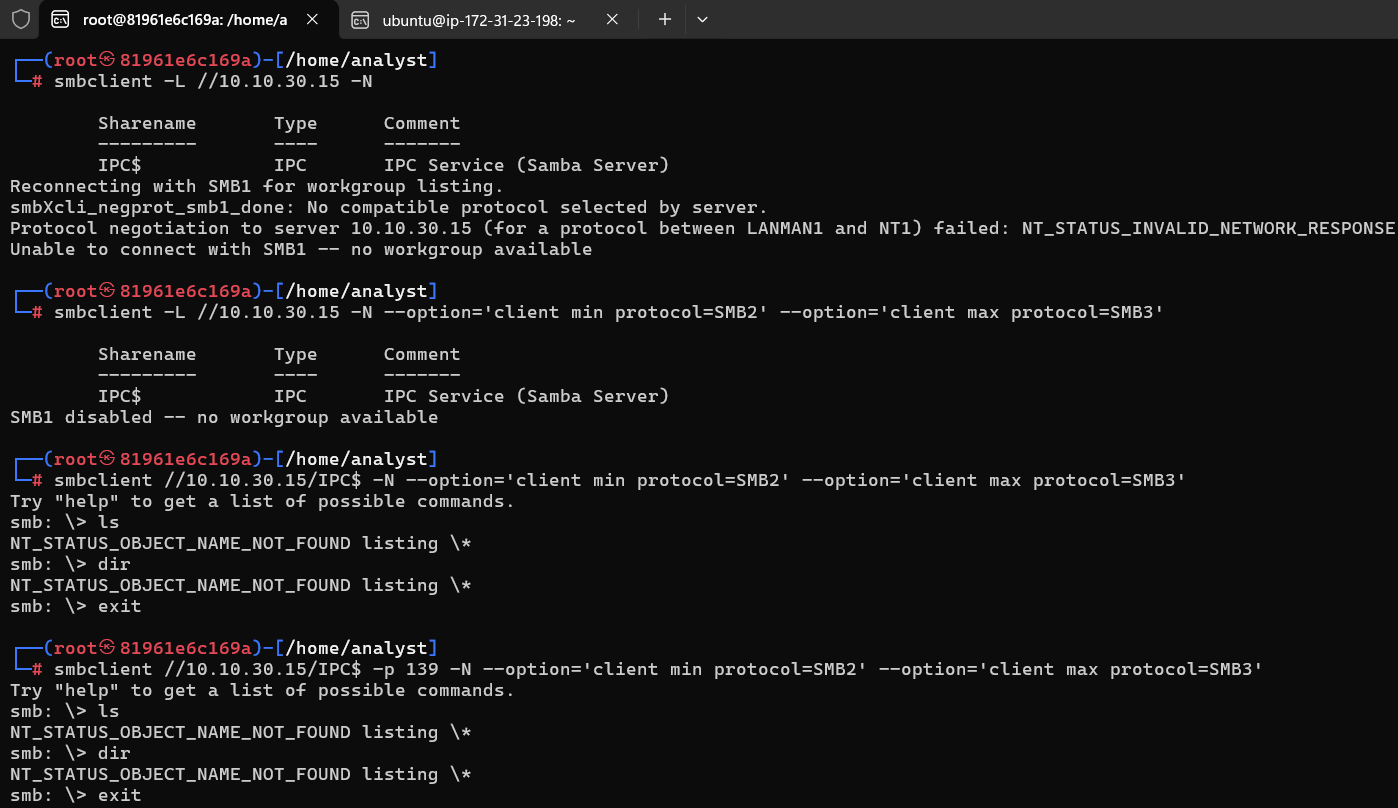 root@81961e6c169a: /home/a
ubuntu@ip-172-31-23-198: ~
┌──(root㉿81961e6c169a)-[/home/analyst]
└─# smbclient -L //10.10.30.15 -N
Sharename Type Comment
--------- ---- -------
IPC$ IPC IPC Service (Samba Server)
Reconnecting with SMB1 for workgroup listing.
smbXcli_negprot_smb1_done: No compatible protocol selected by server.
Protocol negotiation to server 10.10.30.15 (for a protocol between LANMAN1 and NT1) failed: NT_STATUS_INVALID_NETWORK_RESPONSE
Unable to connect with SMB1 -- no workgroup available
┌──(root㉿81961e6c169a)-[/home/analyst]
└─# smbclient -L //10.10.30.15 -N --option='client min protocol=SMB2' --option='client max protocol=SMB3'
Sharename Type Comment
--------- ---- -------
IPC$ IPC IPC Service (Samba Server)
SMB1 disabled -- no workgroup available
┌──(root㉿81961e6c169a)-[/home/analyst]
└─# smbclient //10.10.30.15/IPC$ -N --option='client min protocol=SMB2' --option='client max protocol=SMB3'
Try "help" to get a list of possible commands.
smb: \> ls
NT_STATUS_OBJECT_NAME_NOT_FOUND listing \*
smb: \> dir
NT_STATUS_OBJECT_NAME_NOT_FOUND listing \*
smb: \> exit
┌──(root㉿81961e6c169a)-[/home/analyst]
└─# smbclient //10.10.30.15/IPC$ -p 139 -N --option='client min protocol=SMB2' --option='client max protocol=SMB3'
Try "help" to get a list of possible commands.
smb: \> ls
NT_STATUS_OBJECT_NAME_NOT_FOUND listing \*
smb: \> dir
NT_STATUS_OBJECT_NAME_NOT_FOUND listing \*
smb: \> exit